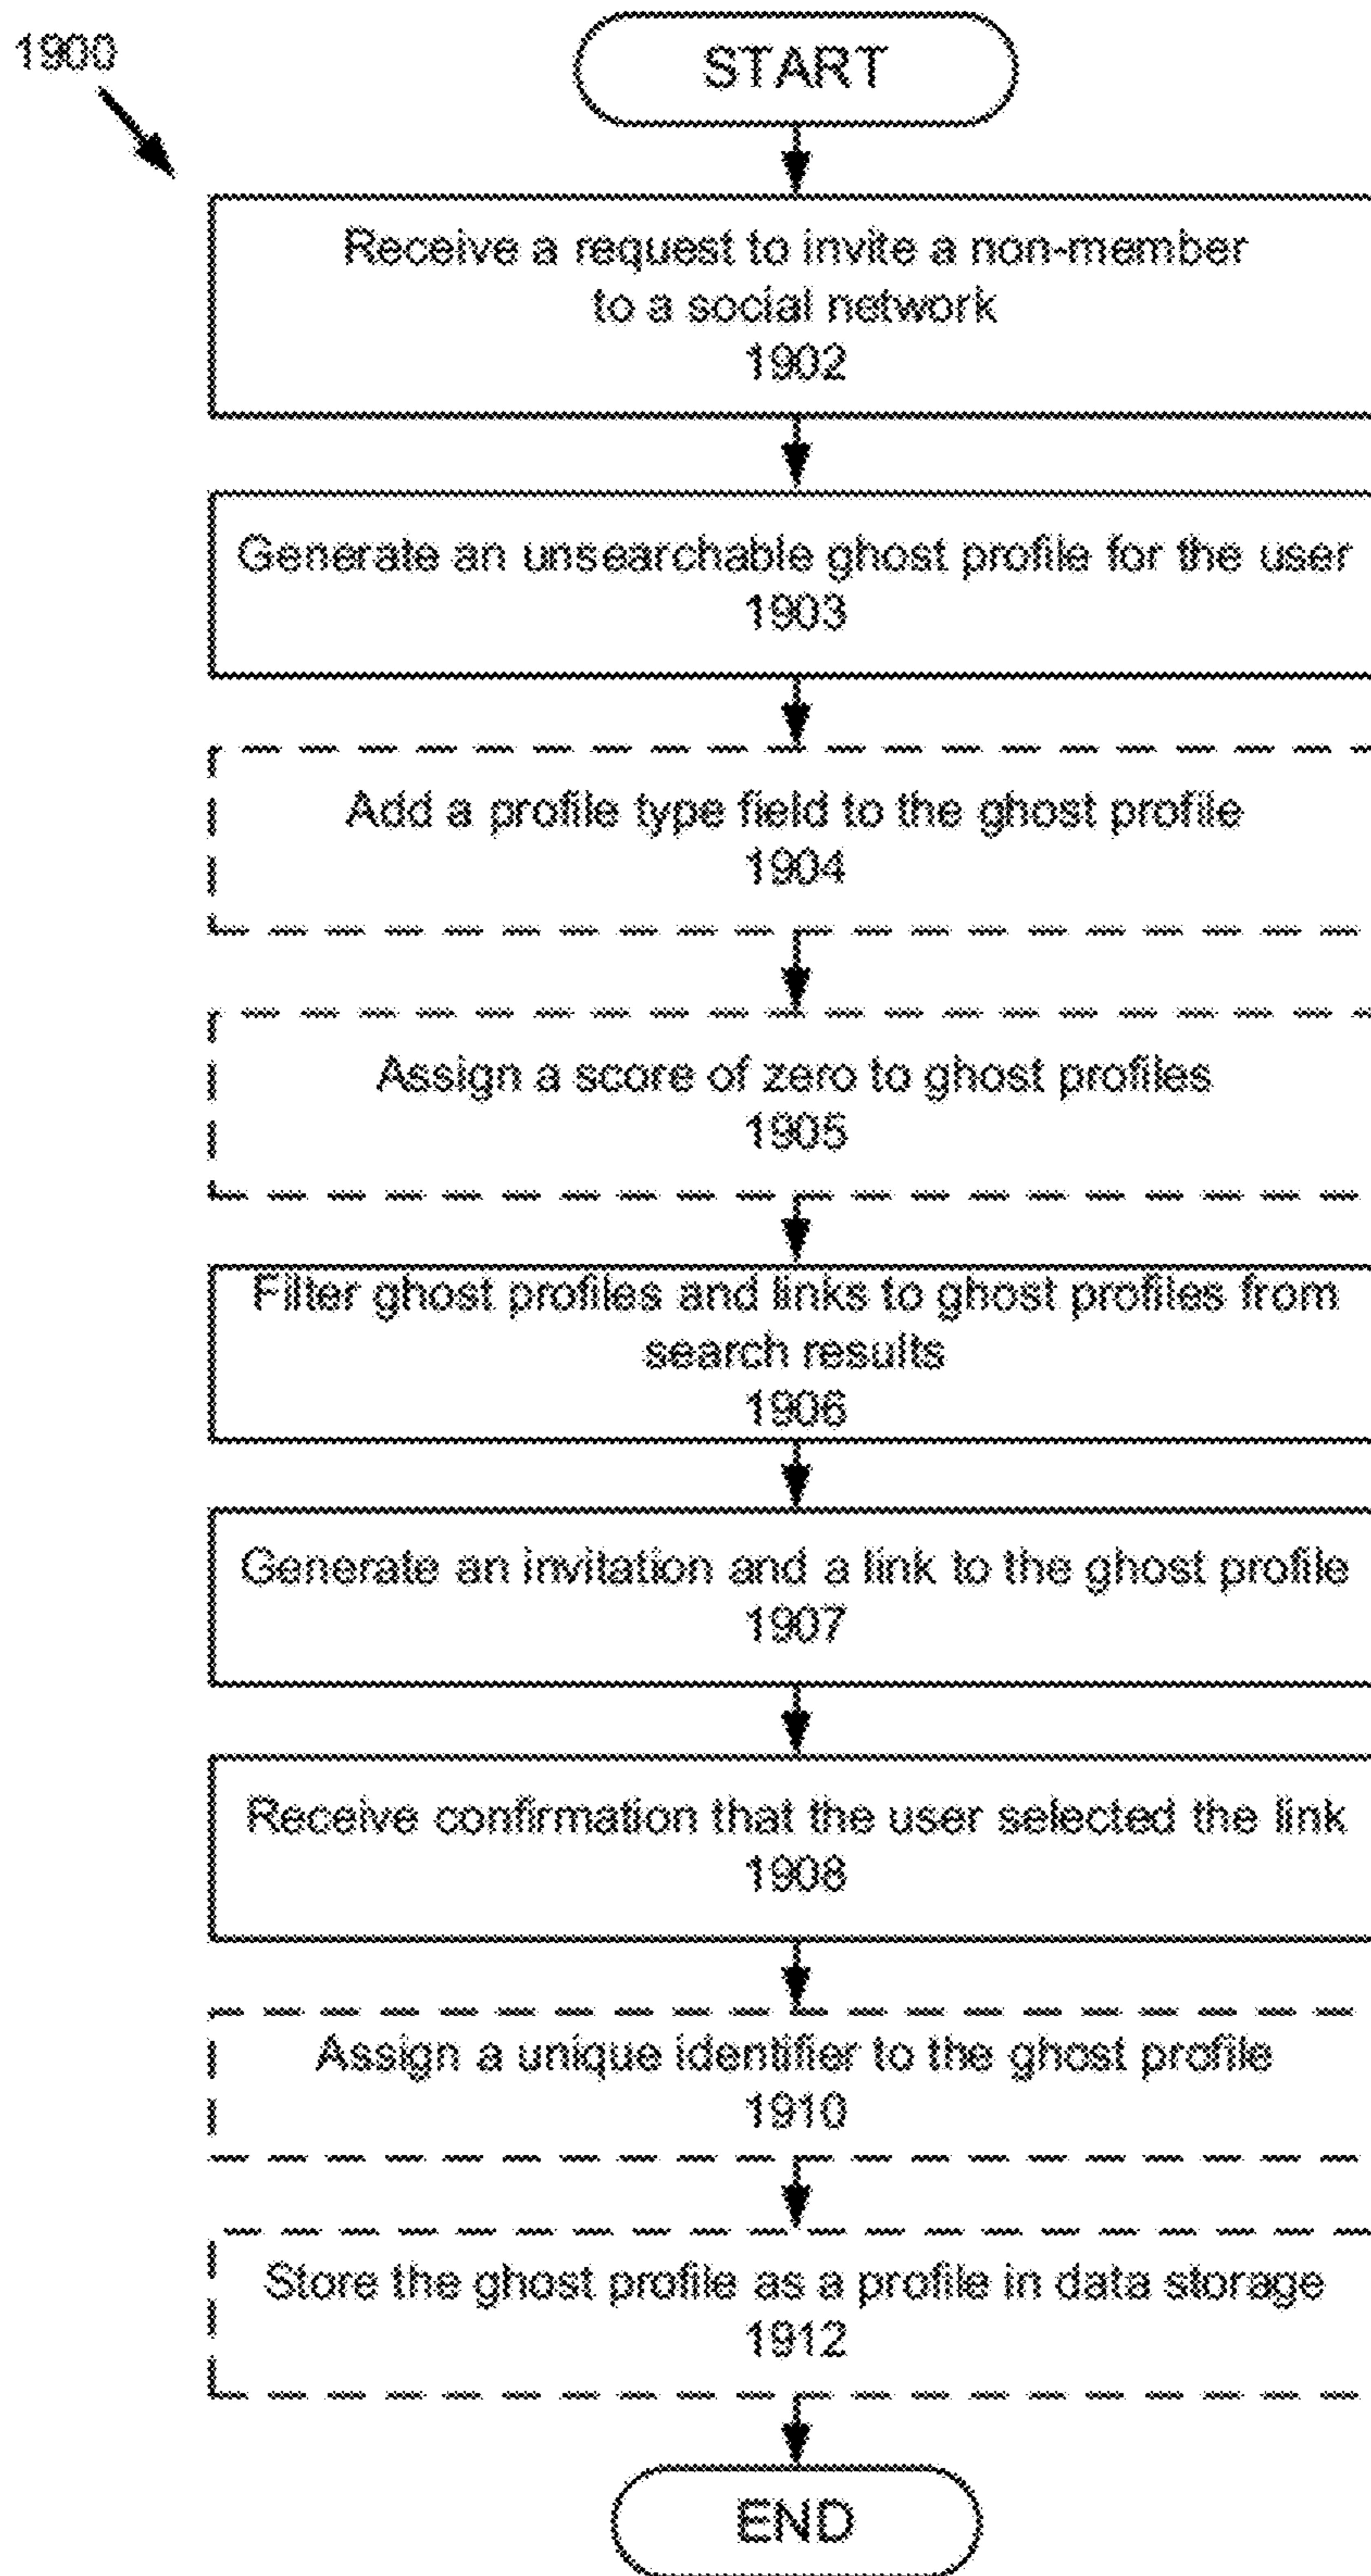 1900
START
Receive a request to invite a non-member
to a social network
1902
Generate an unsearchable ghost profile for the user
1903
Add a profile type field to the ghost profile
1904
Assign a score of zero to ghost profiles
1905
Filter ghost profiles and links to ghost profiles from
search results
1906
Generate an invitation and a link to the ghost profile
1907
Receive confirmation that the user selected the link
1908
Assign a unique identifier to the ghost profile
1910
Store the ghost profile as a profile in data storage
1912
END